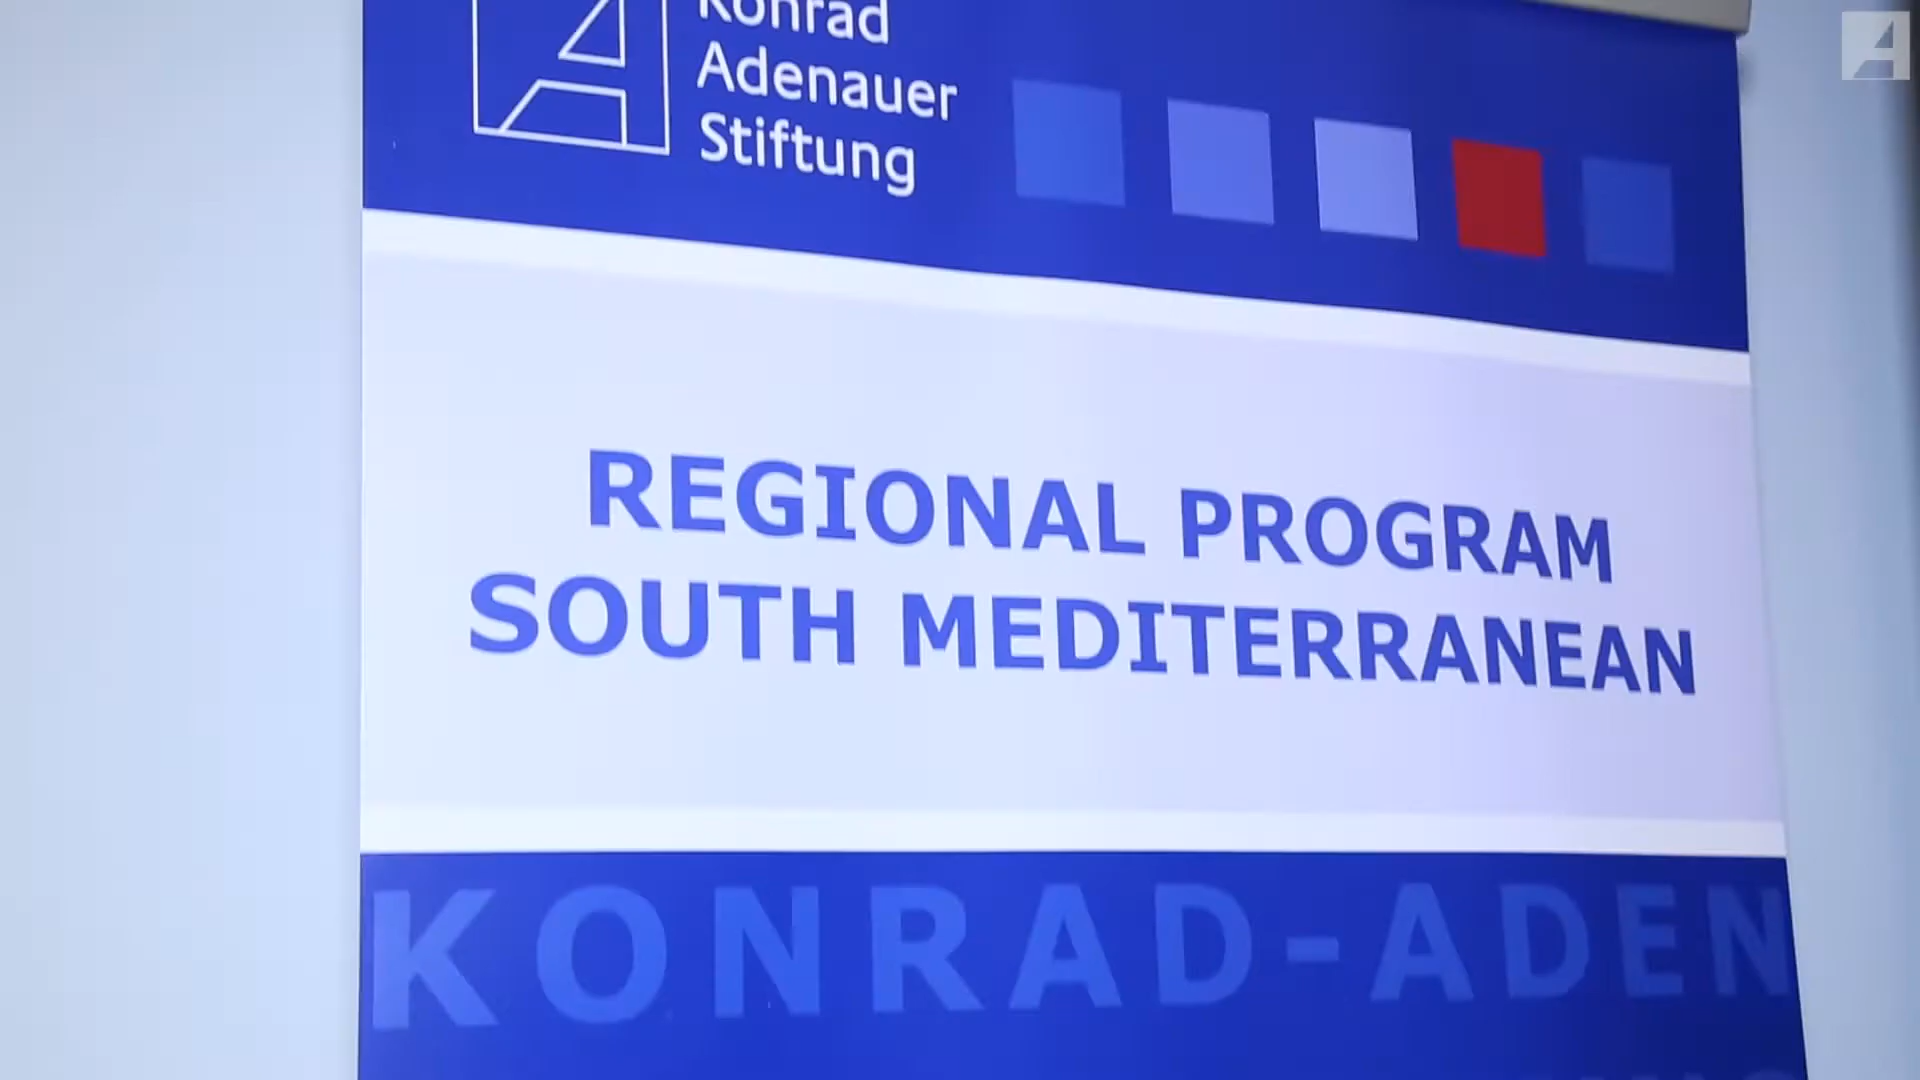 Konrad
Adenauer
Stiftung
REGIONAL PROGRAM
SOUTH MEDITERRANEAN
KONRAD-ADEN